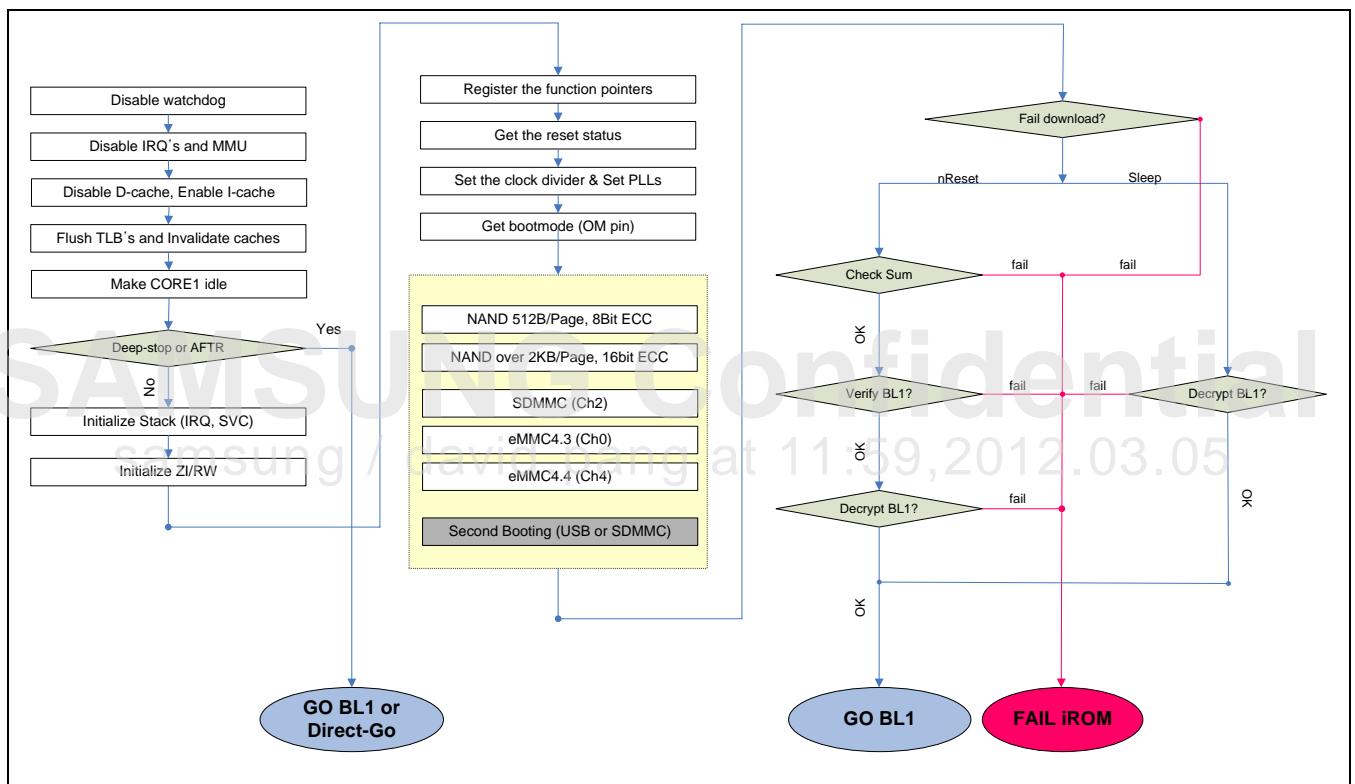 Disable watchdog
Disable IRQ´s and MMU
Disable D-cache, Enable I-cache
Flush TLB´s and Invalidate caches
Make CORE1 idle
Deep-stop or AFTR
Yes
No
Initialize Stack (IRQ, SVC)
Initialize ZI/RW
GO BL1 or
Direct-Go
Register the function pointers
Get the reset status
Set the clock divider & Set PLLs
Get bootmode (OM pin)
NAND 512B/Page, 8Bit ECC
NAND over 2KB/Page, 16bit ECC
SDMMC (Ch2)
eMMC4.3 (Ch0)
eMMC4.4 (Ch4)
Second Booting (USB or SDMMC)
Fail download?
nReset
Sleep
Check Sum
fail
fail
OK
Verify BL1?
fail
fail
Decrypt BL1?
OK
Decrypt BL1?
fail
OK
OK
GO BL1
FAIL iROM
SAMSUNG Confidential
samsung / david.pang at 11:59,2012.03.05